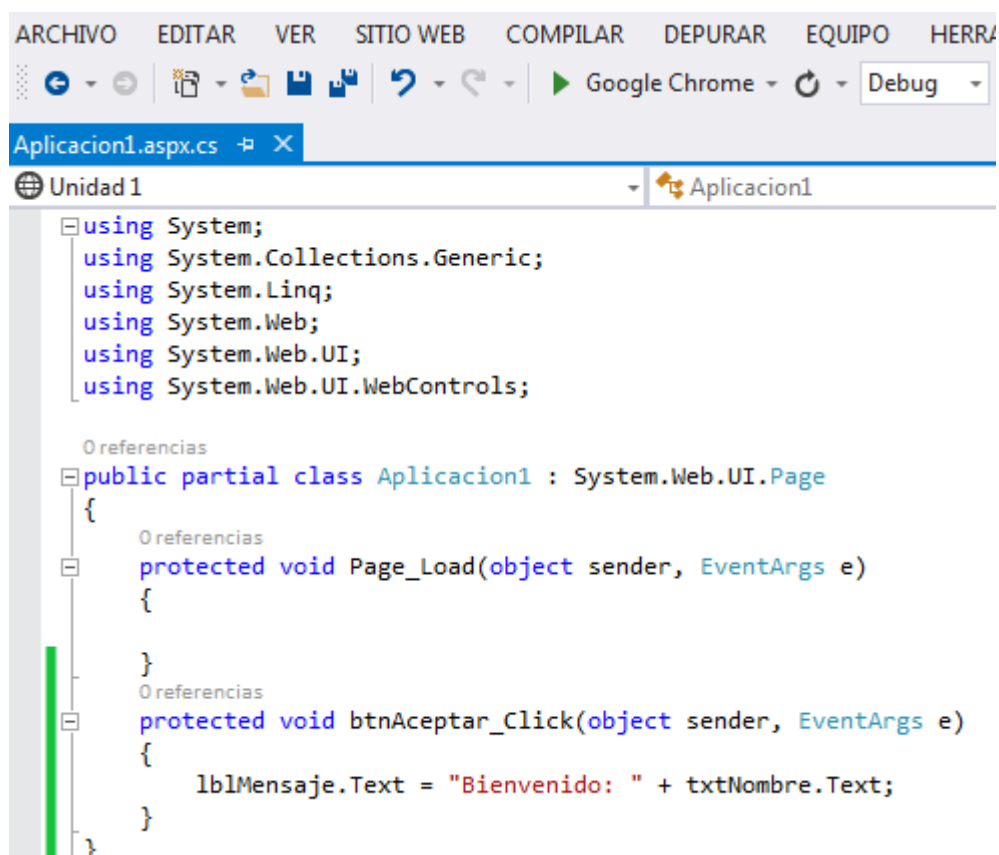 ARCHIVO EDITAR VER SITIO WEB COMPILAR DEPURAR EQUIPO HERRA
Google Chrome Debug
Aplicacion1.aspx.cs
Unidad 1 Aplicacion1
using System;
using System.Collections.Generic;
using System.Linq;
using System.Web;
using System.Web.UI;
using System.Web.UI.WebControls;
0 referencias
public partial class Aplicacion1 : System.Web.UI.Page
{
0 referencias
protected void Page_Load(object sender, EventArgs e)
{
}
0 referencias
protected void btnAceptar_Click(object sender, EventArgs e)
{
lblMensaje.Text = "Bienvenido: " + txtNombre.Text;
}
}